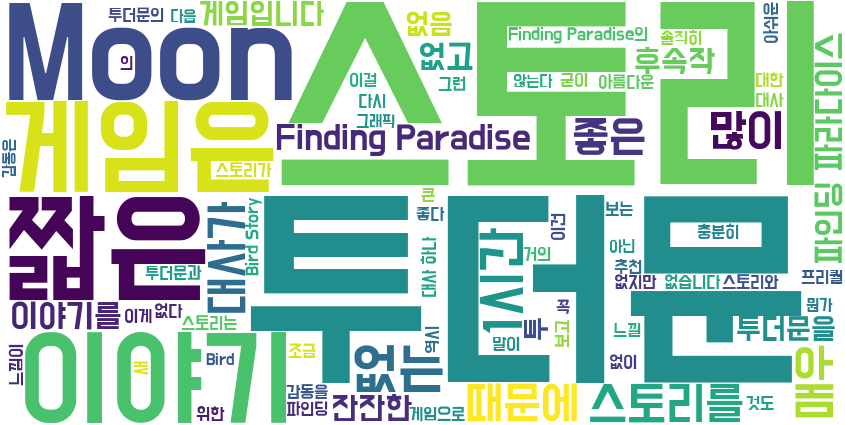 투더문의 다음 게임입니다 없음
Moon 스토리
의 없고 Finding Paradise의 솔직히 아주
이걸 그런 않는다 굳이 아름다운 후속작 대한
다시 대사
그래픽
게임은 Finding Paradise 좋은 많이
감동은 스토리가 시아다라파
짧은 대사가 투더문 파인딩
Bird Story 큰 좋다 이건 보는 충분히
투더문과 대사 하나 1시간 거의 아닌
추천
이야기를 이게 없다 없지만 없습니다 스토리와 프리퀄
스토리는 역시 투 꼭 뭔가
이야기 조금 말이 보고 느낄 투더문을
느낌이 Bird 없는 없이 아봄
감동을
위한 파인딩 잔잔한 게임으로 때문에 스토리를 것도